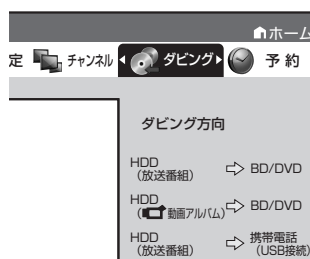 ホーム
定 チャンネル ダビング 予約
ダビング方向
HDD
(放送番組) ⇨ BD/DVD
HDD
(動画アルバム) ⇨ BD/DVD
HDD 携帯電話
(放送番組) ⇨ (USB接続)